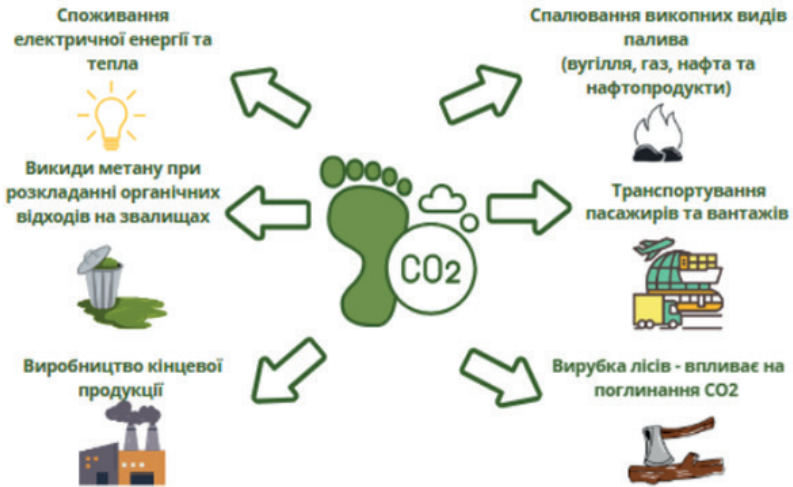 Споживання
електричної енергії та
тепла
Викиди метану при
розкладанні органічних
відходів на звалищах
Виробництво кінцевої
продукції
CO2
Спалювання викопних видів
палива
(вугілля, газ, нафта та
нафтопродукти)
Транспортування
пасажирів та вантажів
Вирубка лісів - впливає на
поглинання СО2